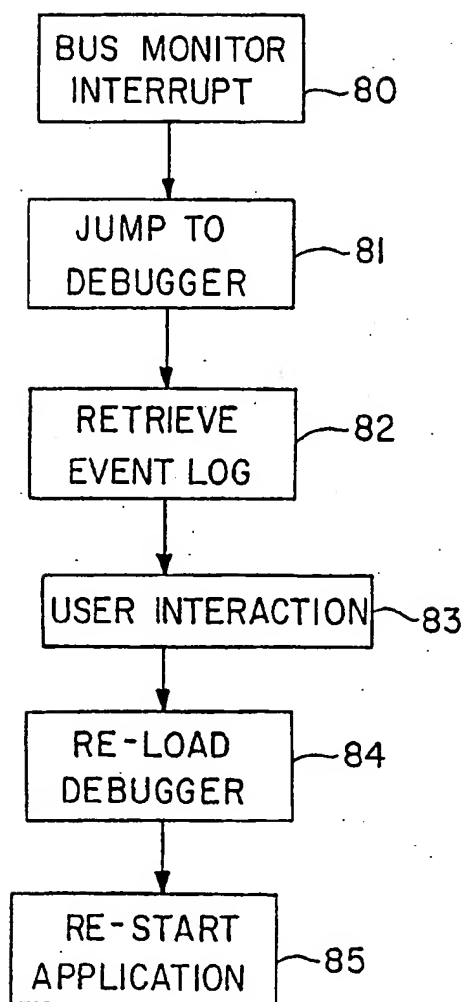 BUS MONITOR
INTERRUPT
80
JUMP TO
DEBUGGER
81
RETRIEVE
EVENT LOG
82
USER INTERACTION
83
RE-LOAD
DEBUGGER
84
RE-START
APPLICATION
85